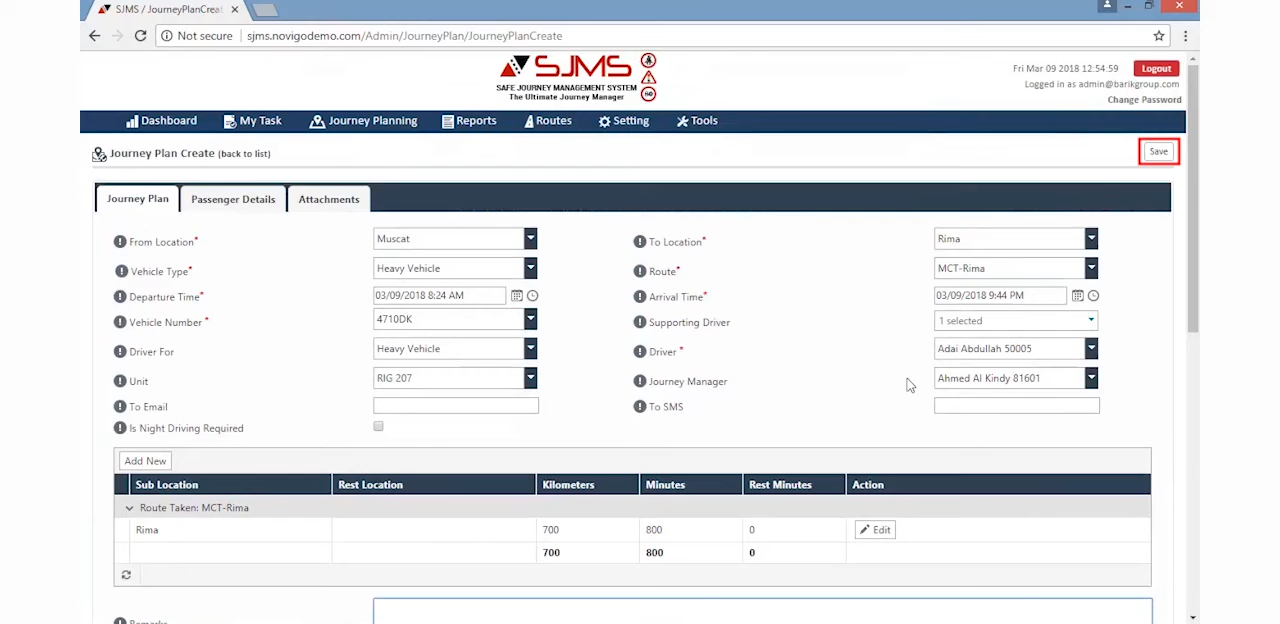 SJMS / JourneyPlanCreat
Not secure | sjms.novigodemo.com/Admin/JourneyPlan/JourneyPlanCreate
SJMS
SAFE JOURNEY MANAGEMENT SYSTEM
The Ultimate Journey Manager
Fri Mar 09 2018 12:54:59 Logout
Logged in as admin@barikgroup.com
Change Password
Dashboard My Task Journey Planning Reports Routes Setting Tools
Journey Plan Create (back to list) Save
Journey Plan Passenger Details Attachments
From Location* Muscat To Location* Rima
Vehicle Type* Heavy Vehicle Route* MCT-Rima
Departure Time* 03/09/2018 8:24 AM Arrival Time* 03/09/2018 9:44 PM
Vehicle Number * 4710DK Supporting Driver 1 selected
Driver For Heavy Vehicle Driver * Adai Abdullah 50005
Unit RIG 207 Journey Manager Ahmed Al Kindy 81601
To Email To SMS
Is Night Driving Required
Add New
Sub Location Rest Location Kilometers Minutes Rest Minutes Action
Route Taken: MCT-Rima
Rima 700 800 0 Edit
700 800 0
Remarks